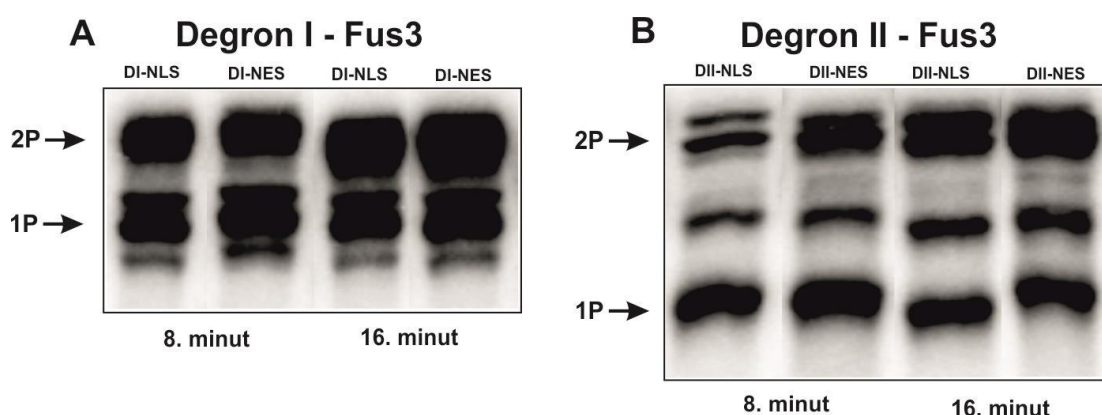 A
Degron I - Fus3
DI-NLS DI-NES DI-NLS DI-NES
2P
1P
8. minut 16. minut
B
Degron II - Fus3
DII-NLS DII-NES DII-NLS DII-NES
2P
1P
8. minut 16. minut